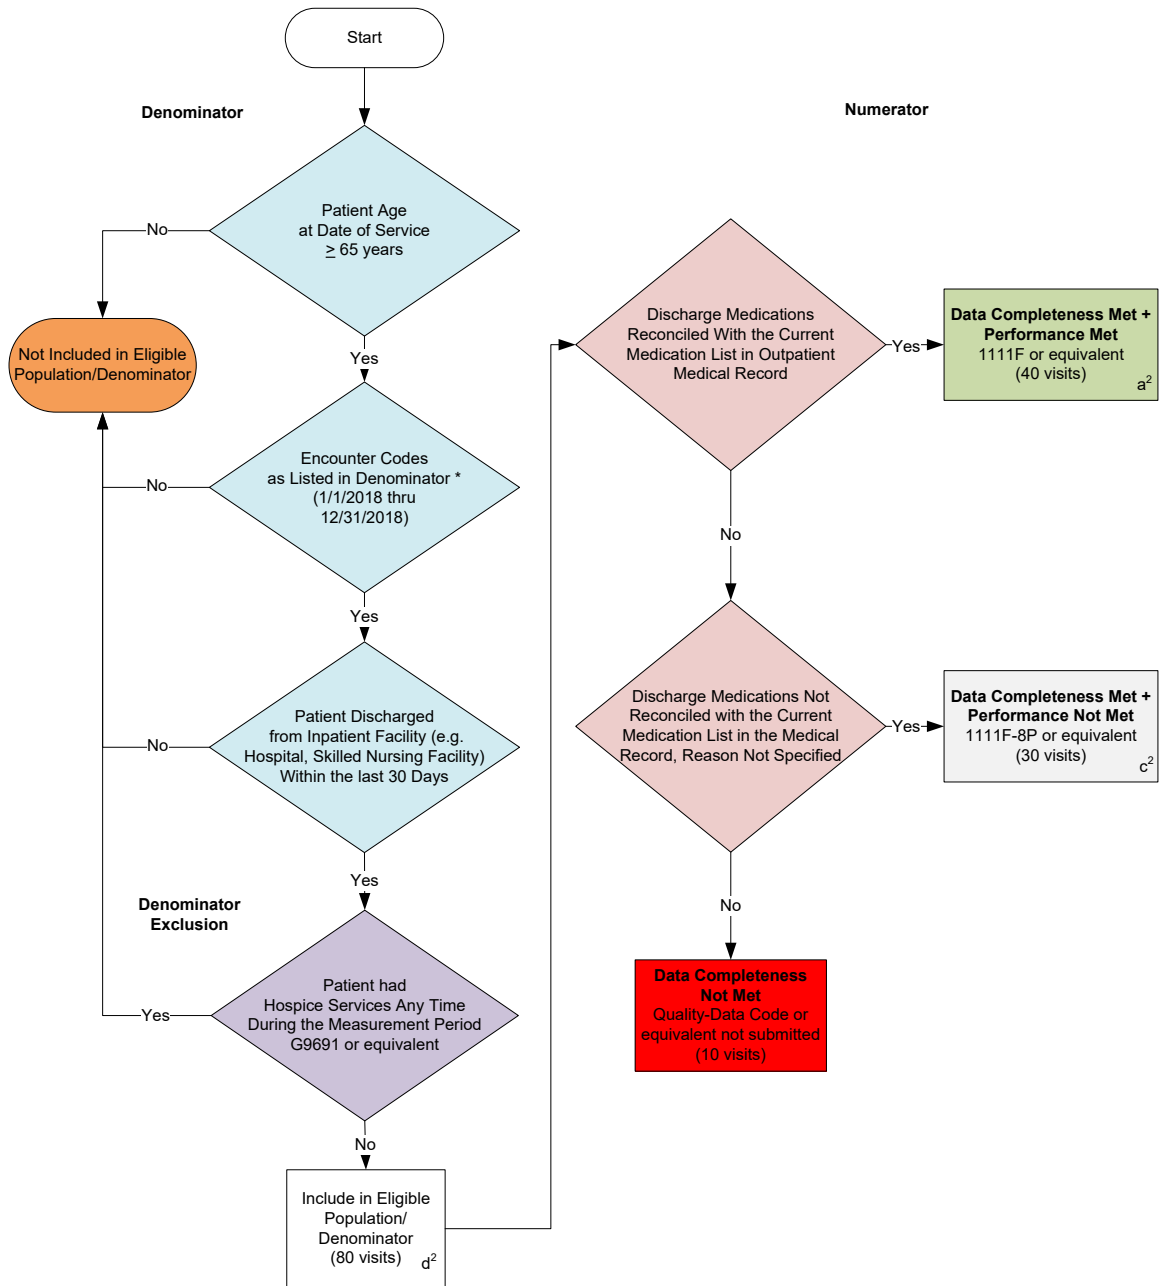 Start
Denominator
Numerator
Patient Age
at Date of Service
≥ 65 years
No
Yes
Not Included in Eligible
Population/Denominator
Encounter Codes
as Listed in Denominator *
(1/1/2018 thru
12/31/2018)
No
Yes
Patient Discharged
from Inpatient Facility (e.g.
Hospital, Skilled Nursing Facility)
Within the last 30 Days
No
Yes
Denominator
Exclusion
Patient had
Hospice Services Any Time
During the Measurement Period
G9691 or equivalent
Yes
No
Include in Eligible
Population/
Denominator
(80 visits)
d²
Discharge Medications
Reconciled With the Current
Medication List in Outpatient
Medical Record
Yes
Data Completeness Met +
Performance Met
1111F or equivalent
(40 visits)
a²
No
Discharge Medications Not
Reconciled with the Current
Medication List in the Medical
Record, Reason Not Specified
Yes
Data Completeness Met +
Performance Not Met
1111F-8P or equivalent
(30 visits)
c²
No
Data Completeness
Not Met
Quality-Data Code or
equivalent not submitted
(10 visits)